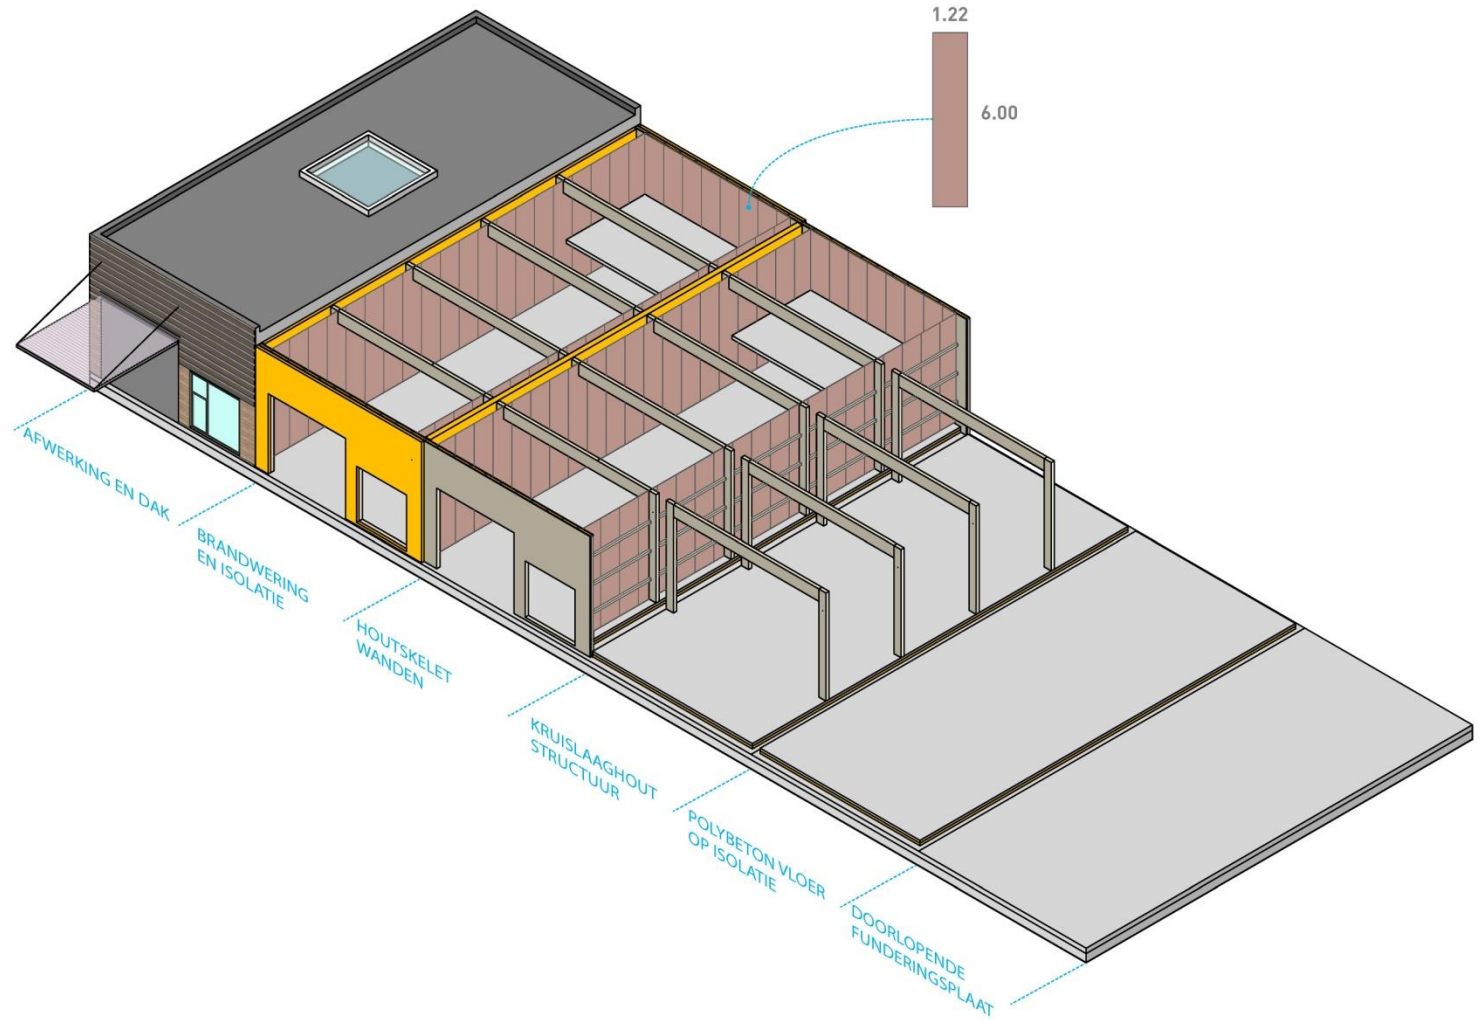 1.22
6.00
AFWERKING EN DAK
BRANDWERING
EN ISOLATIE
HOUTSKELET
WANDEN
KRUISLAAGHOUT
STRUCTUUR
POLYBETON VLOER
OP ISOLATIE
DOORLOPENDE
FUNDERINGSPLAAT